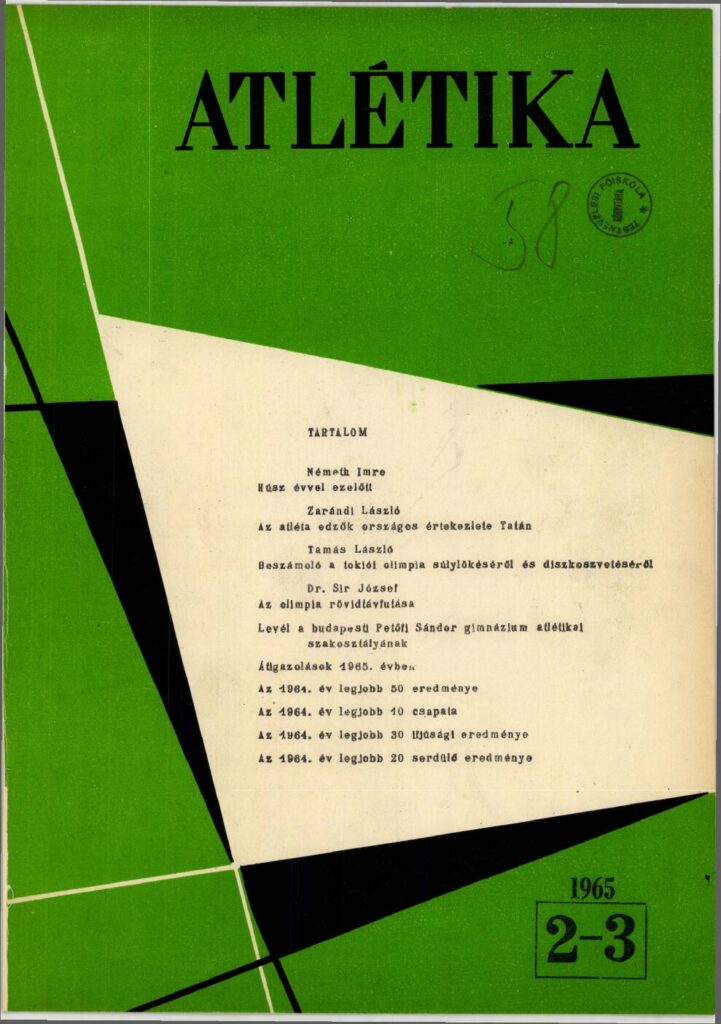 ATLÉTIKA
58
TESTNEVELÉSI FŐISKOLA
KÖNYVTÁRA
TARTALOM
Németh Imre
Húsz évvel ezelőtt
Zarándi László
Az atléta edzők országos értekezlete Tatán
Tamás László
Beszámoló a tokiói olimpia súlylökéséről és diszkoszvetéséről
Dr. Sir József
Az olimpia rövidtávfutása
Levél a budapesti Petőfi Sándor gimnázium atlétikai
szakosztályának
Átigazolások 1965. évben
Az 1964. év legjobb 50 eredménye
Az 1964. év legjobb 10 csapata
Az 1964. év legjobb 30 ifjúsági eredménye
Az 1964. év legjobb 20 serdülő eredménye
1965
2-3